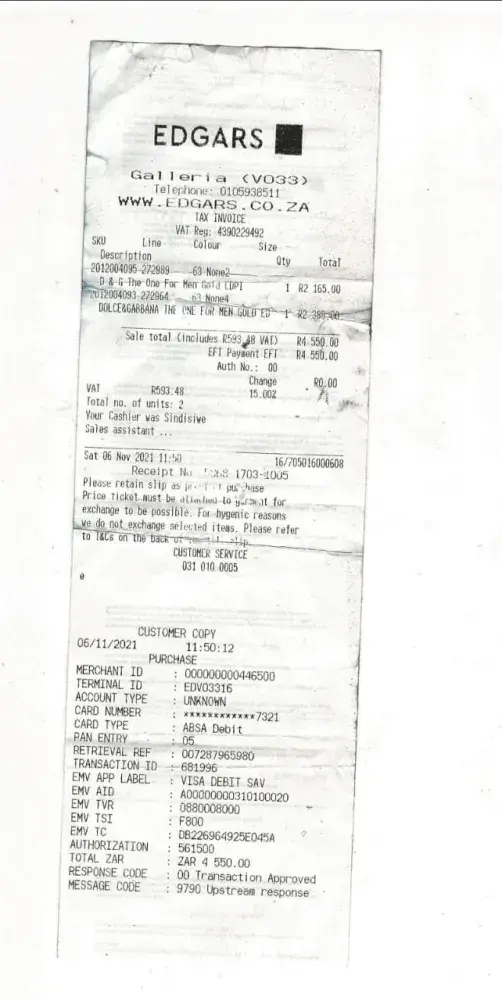 EDGARS
Galleria (V033)
Telephone: 0105938511
WWW.EDGARS.CO.ZA
TAX INVOICE
VAT Reg: 4390229492
SKU Line Colour Size
Description Qty Total
2012004095 272989 63 None2
D & G The One For Men Gold EDPI 1 R2 165.00
2012004093 272964 63 None4
DOLCE&GARBANA THE ONE FOR MEN GOLD ED 1 R2 385.00
Sale total (includes R593.48 VAT) R4 550.00
EFT Payment EFT R4 550.00
Auth No.: 00
Change R0.00
VAT R593.48 15.00%
Total no. of units: 2
Your Cashier was Sindisive
Sales assistant ...
Sat 06 Nov 2021 11:50 16/705016000608
Receipt No 1703-1005
Please retain slip as of purchase
Price ticket must be attached to garment for
exchange to be possible. For hygenic reasons
we do not exchange selected items. Please refer
to T&Cs on the back of slip.
CUSTOMER SERVICE
031 010 0005
e
CUSTOMER COPY
06/11/2021 11:50:12
PURCHASE
MERCHANT ID : 000000000446500
TERMINAL ID : EDV03316
ACCOUNT TYPE : UNKNOWN
CARD NUMBER : ************7321
CARD TYPE : ABSA Debit
PAN ENTRY : 05
RETRIEVAL REF : 007287965980
TRANSACTION ID : 681996
EMV APP LABEL : VISA DEBIT SAV
EMV AID : A0000000310100020
EMV TVR : 0880008000
EMV TSI : F800
EMV TC : DB226964925E045A
AUTHORIZATION : 561500
TOTAL ZAR : ZAR 4 550.00
RESPONSE CODE : 00 Transaction Approved
MESSAGE CODE : 9790 Upstream response